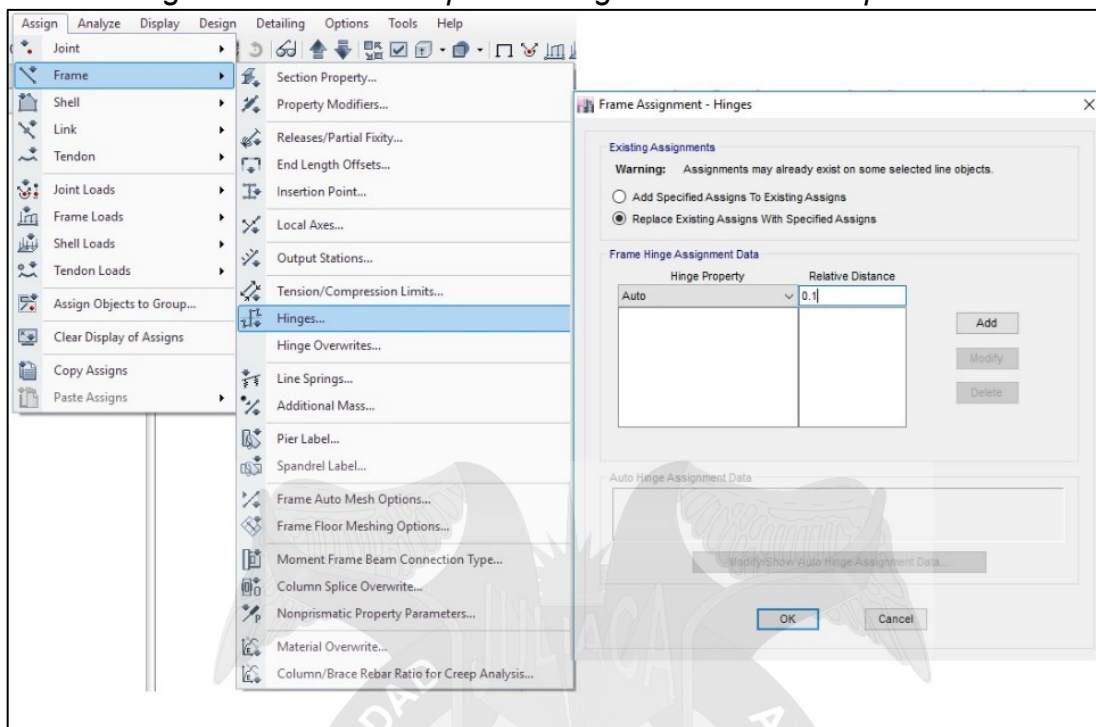 Assign Analyze Display Design Detailing Options Tools Help
Joint
Frame
Shell
Link
Tendon
Joint Loads
Frame Loads
Shell Loads
Tendon Loads
Assign Objects to Group...
Clear Display of Assigns
Copy Assigns
Paste Assigns
Section Property...
Property Modifiers...
Releases/Partial Fixity...
End Length Offsets...
Insertion Point...
Local Axes...
Output Stations...
Tension/Compression Limits...
Hinges...
Hinge Overwrites...
Line Springs...
Additional Mass...
Pier Label...
Spandrel Label...
Frame Auto Mesh Options...
Frame Floor Meshing Options...
Moment Frame Beam Connection Type...
Column Splice Overwrite...
Nonprismatic Property Parameters...
Material Overwrite...
Column/Brace Rebar Ratio for Creep Analysis...
Frame Assignment - Hinges
Existing Assignments
Warning: Assignments may already exist on some selected line objects.
Add Specified Assigns To Existing Assigns
Replace Existing Assigns With Specified Assigns
Frame Hinge Assignment Data
Hinge Property Relative Distance
Auto 0.1
Add
Modify
Delete
Auto Hinge Assignment Data
Modify/Show Auto Hinge Assignment Data...
OK Cancel